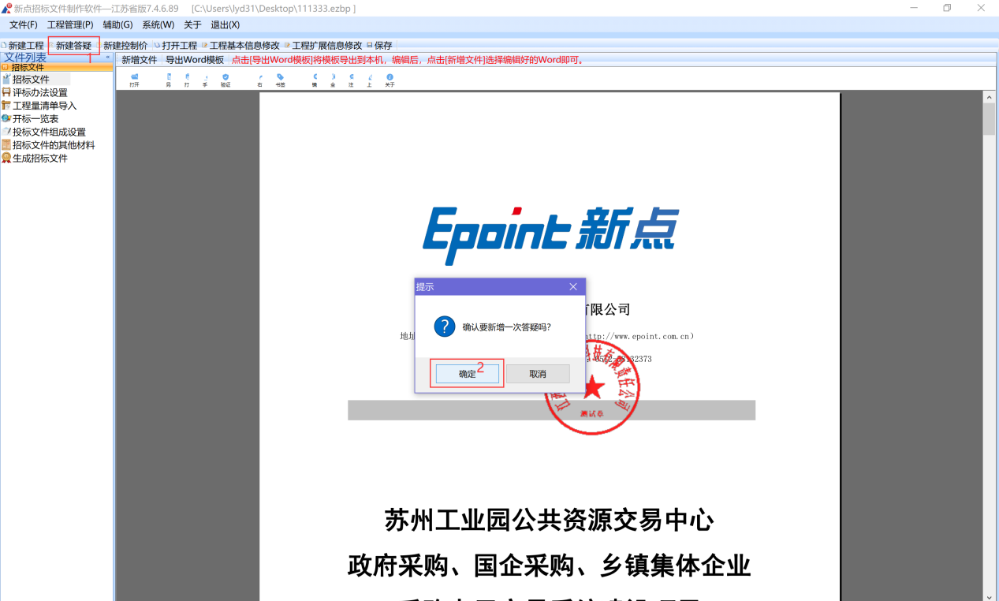 新点招标文件制作软件—江苏省版7.4.6.89 [C:\Users\lyd31\Desktop\111333.ezbp ]
文件(F) 工程管理(P) 辅助(G) 系统(W) 关于 退出(X)
新建工程 新建答疑 新建控制价 打开工程 工程基本信息修改 工程扩展信息修改 保存
1
文件列表
新增文件 导出Word模板 点击[导出Word模板]将模板导出到本机，编辑后，点击[新增文件]选择编辑好的Word即可。
招标文件
招标文件
评标办法设置
工程量清单导入
开标一览表
投标文件组成设置
招标文件的其他材料
生成招标文件
打开 打 手 验证 右 书签 全 注 上 关于
Epoint 新点
提示
确认要新增一次答疑吗?
确定 2 取消
有限公司
地址
http://www.epoint.com.cn）
测试章
苏州工业园公共资源交易中心
政府采购、国企采购、乡镇集体企业